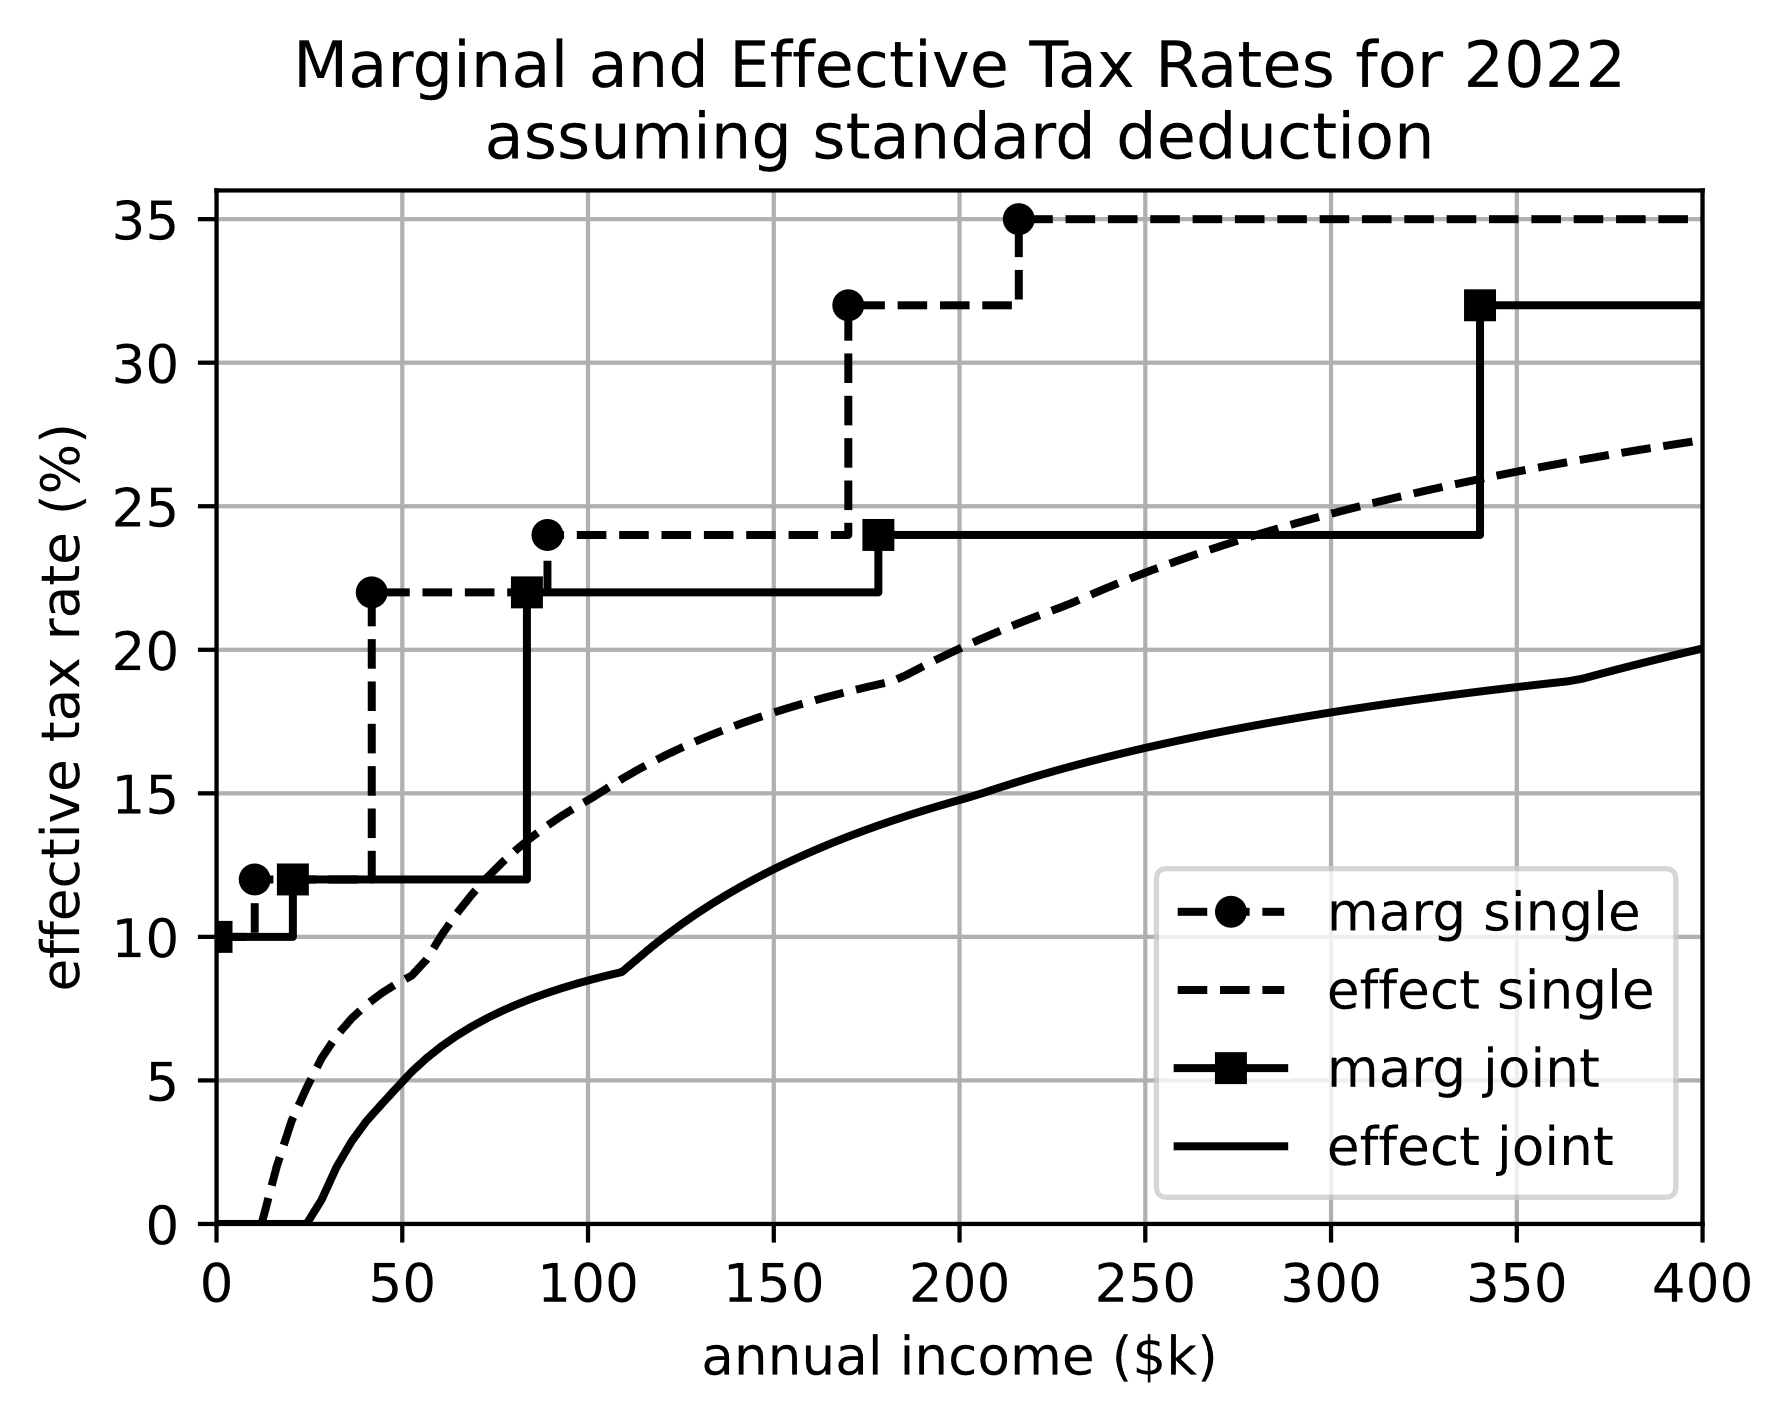 Marginal and Effective Tax Rates for 2022
assuming standard deduction
effective tax rate (%)
35
30
25
20
15
10
5
0
0 50 100 150 200 250 300 350 400
annual income ($k)
marg single
effect single
marg joint
effect joint